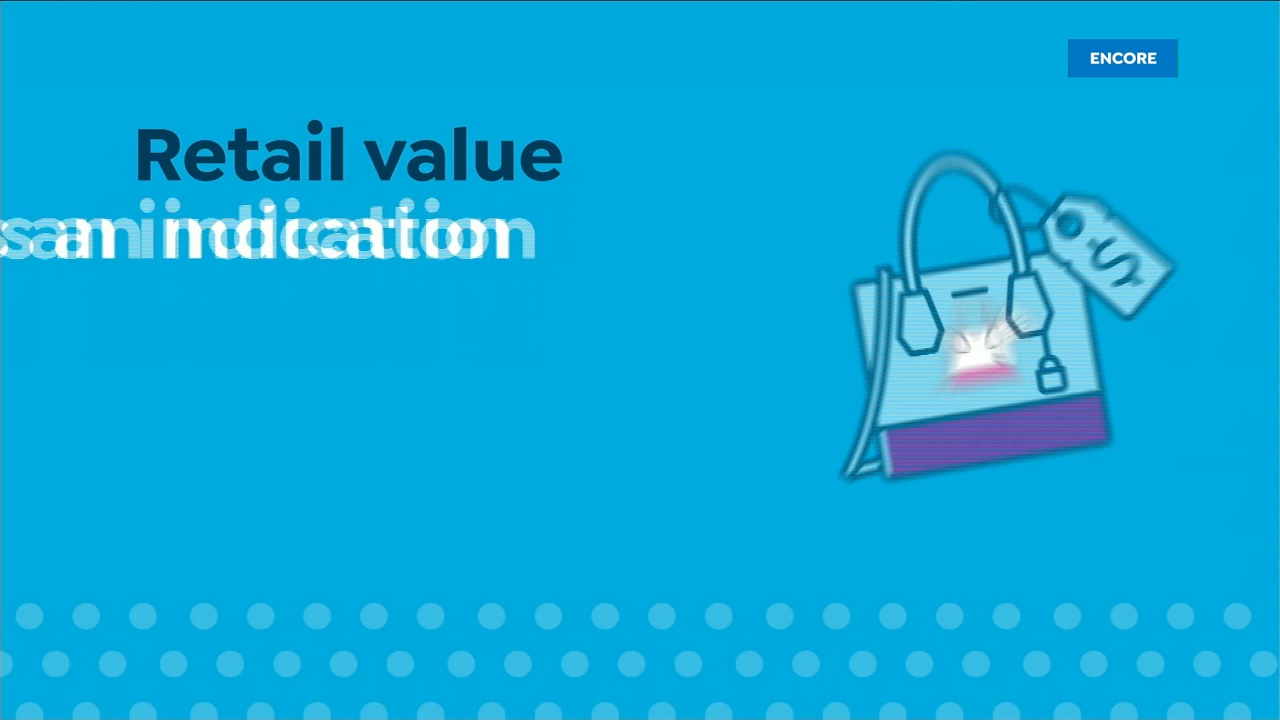 ENCORE
Retail value
s an indication
$